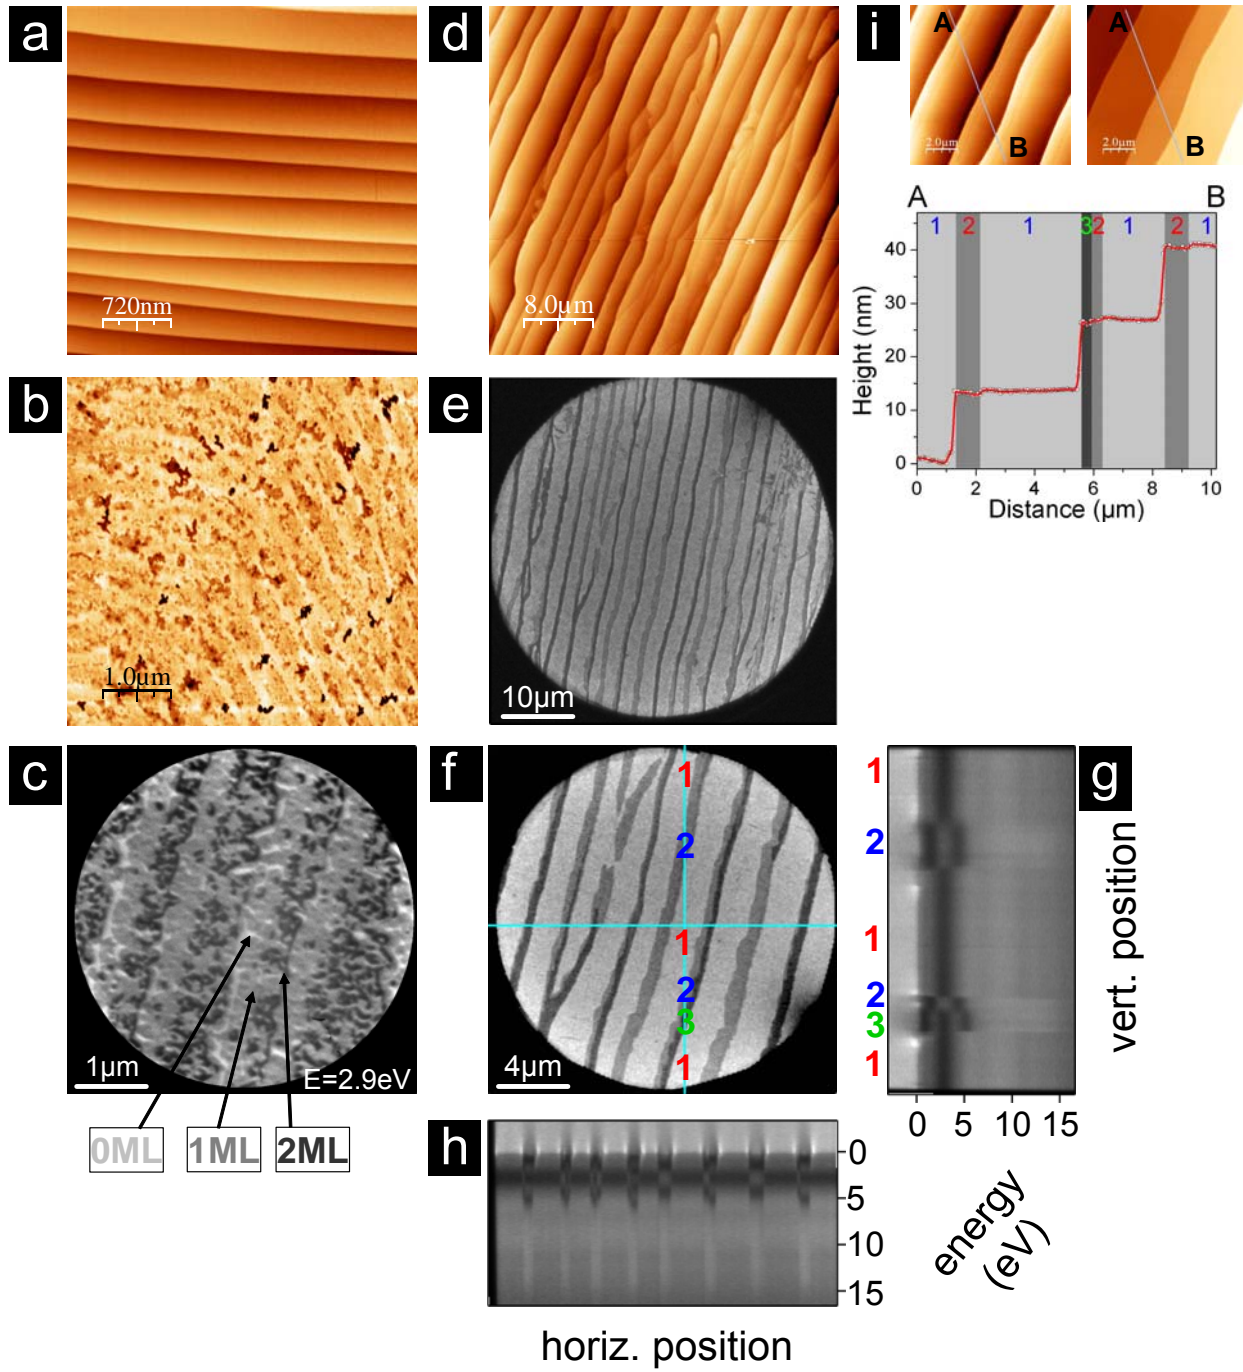 a
720nm
b
1.0µm
c
1µm
E=2.9eV
0ML
1ML
2ML
d
8.0µm
e
10µm
f
1
2
1
2
3
1
4µm
g
1
2
1
2
3
1
vert. position
0 5 10 15
energy
(eV)
h
0
5
10
15
horiz. position
i
A
B
2.0µm
A
B
2.0µm
A B
1 2 1 3 2 1 2 1
40
30
20
10
0
Height (nm)
0 2 4 6 8 10
Distance (µm)